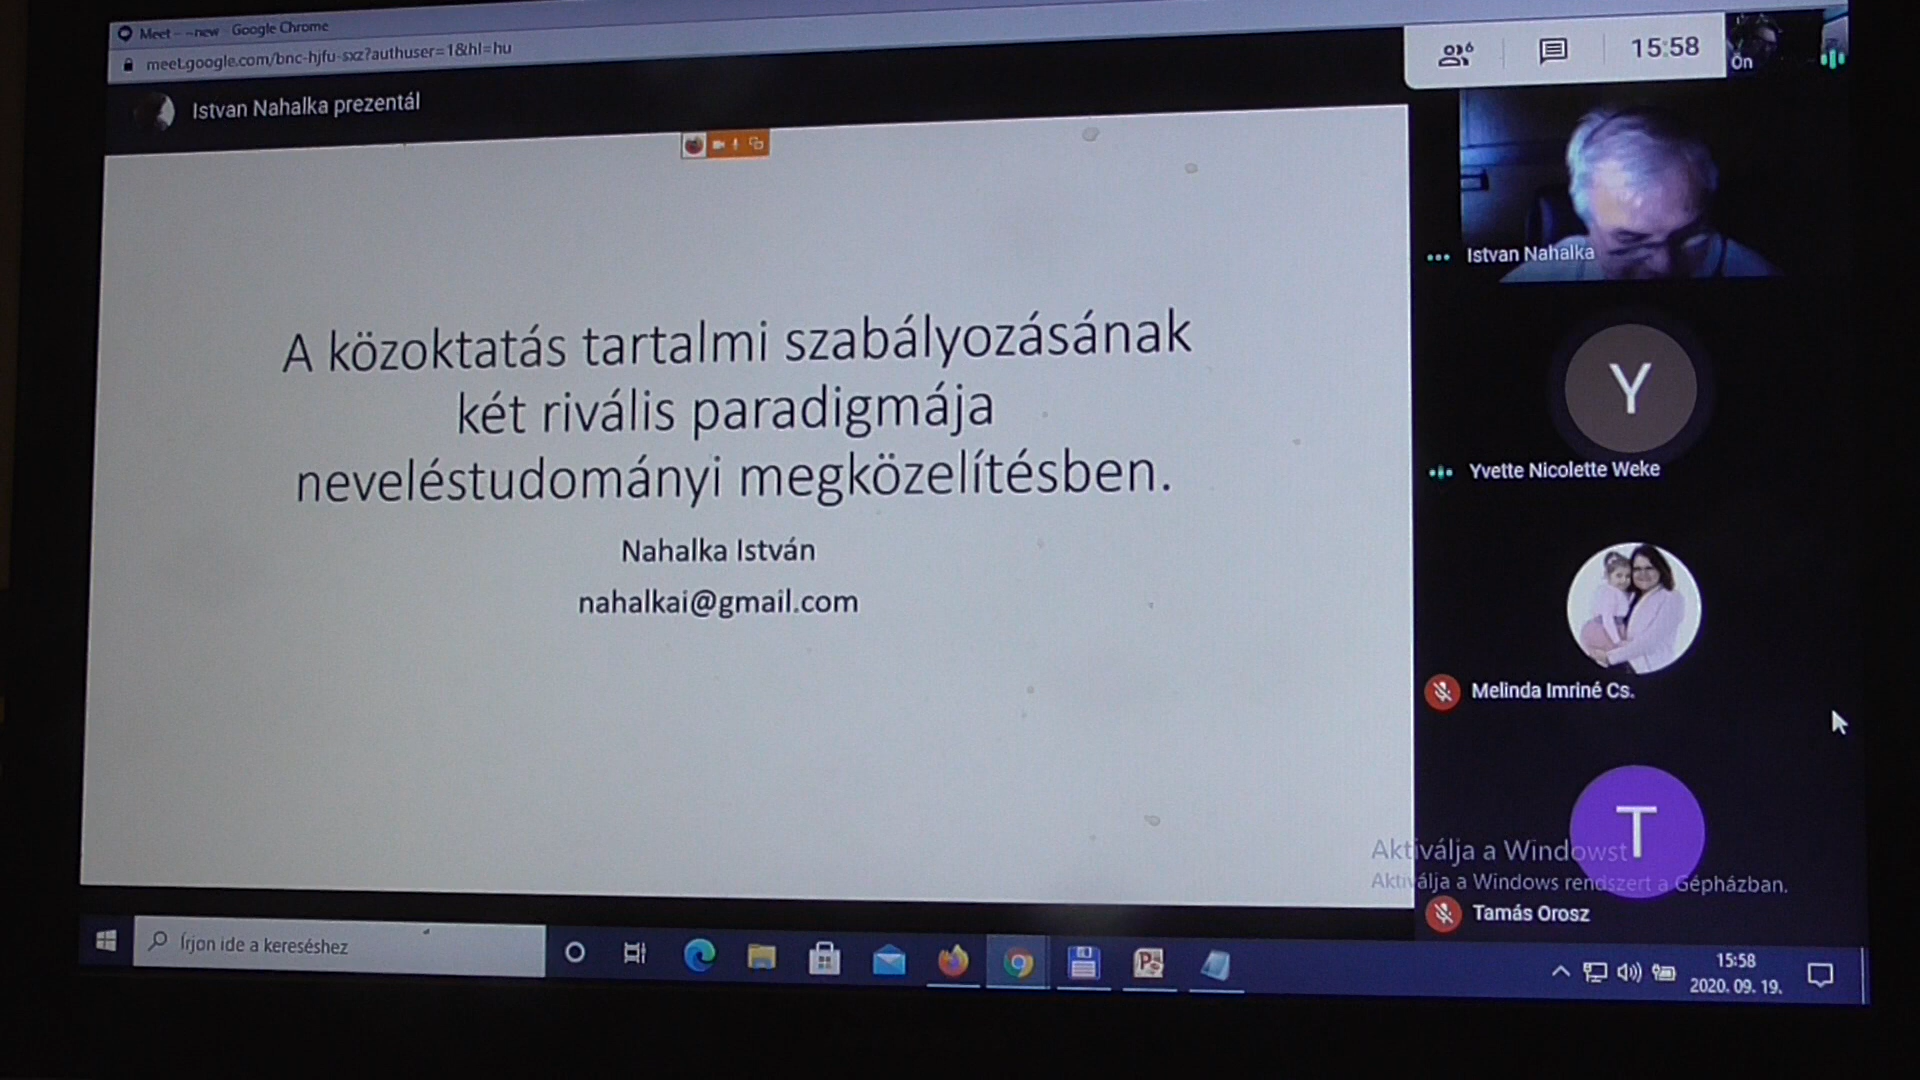 Meet – ~new - Google Chrome
meet.google.com/bnc-hjfu-sxz?authuser=1&hl=hu
6
15:58
Ön
Istvan Nahalka prezentál
Istvan Nahalka
A közoktatás tartalmi szabályozásának
két rivális paradigmája
neveléstudományi megközelítésben.
Nahalka István
nahalkai@gmail.com
Y
Yvette Nicolette Weke
Melinda Imriné Cs.
T
Aktiválja a Windowst
Aktiválja a Windows rendszert a Gépházban.
Tamás Orosz
Írjon ide a kereséshez
15:58
2020. 09. 19.